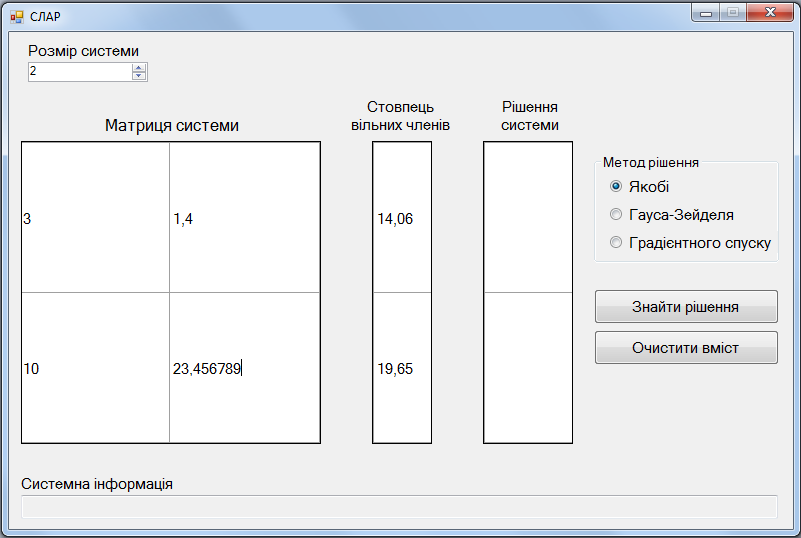 СЛАР
Розмір системи
2
Матриця системи
Стовпець
вільних членів
Рішення
системи
3
1,4
14,06
10
23,456789
19,65
Метод рішення
Якобі
Гауса-Зейделя
Градієнтного спуску
Знайти рішення
Очистити вміст
Системна інформація